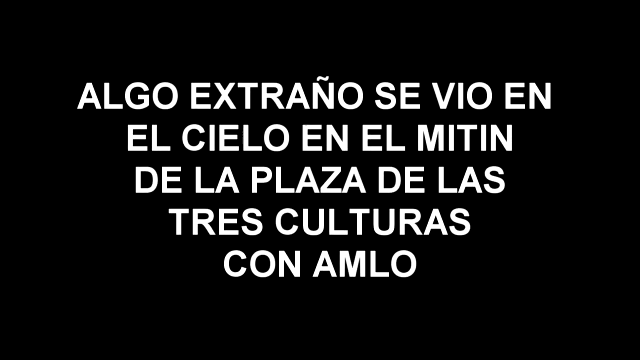 ALGO EXTRAÑO SE VIO EN
EL CIELO EN EL MITIN
DE LA PLAZA DE LAS
TRES CULTURAS
CON AMLO